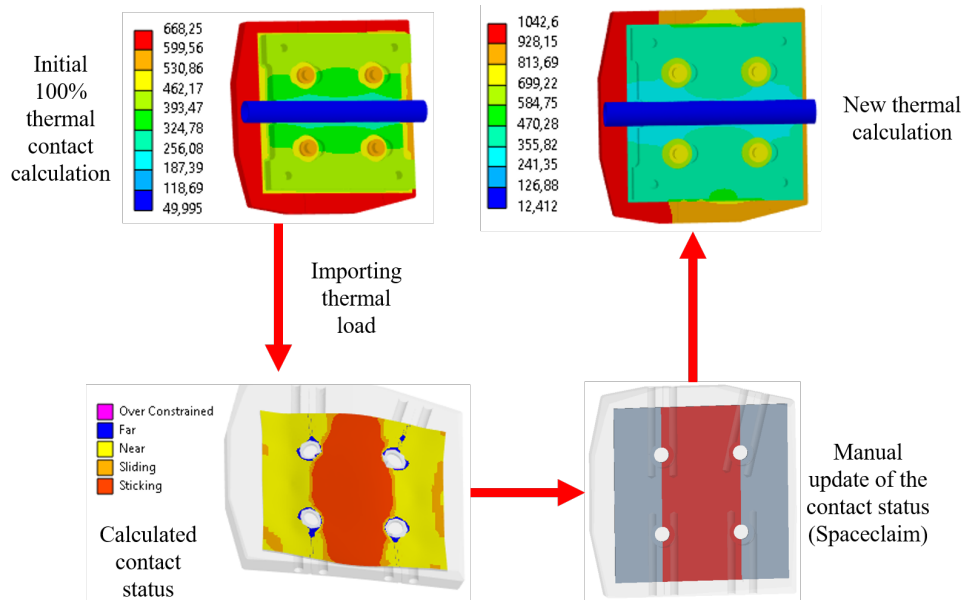 Initial
100%
thermal
contact
calculation
668,25
599,56
530,86
462,17
393,47
324,78
256,08
187,39
118,69
49,995
1042,6
928,15
813,69
699,22
584,75
470,28
355,82
241,35
126,88
12,412
New thermal
calculation
Importing
thermal
load
Over Constrained
Far
Near
Sliding
Sticking
Calculated
contact
status
Manual
update of the
contact status
(Spaceclaim)